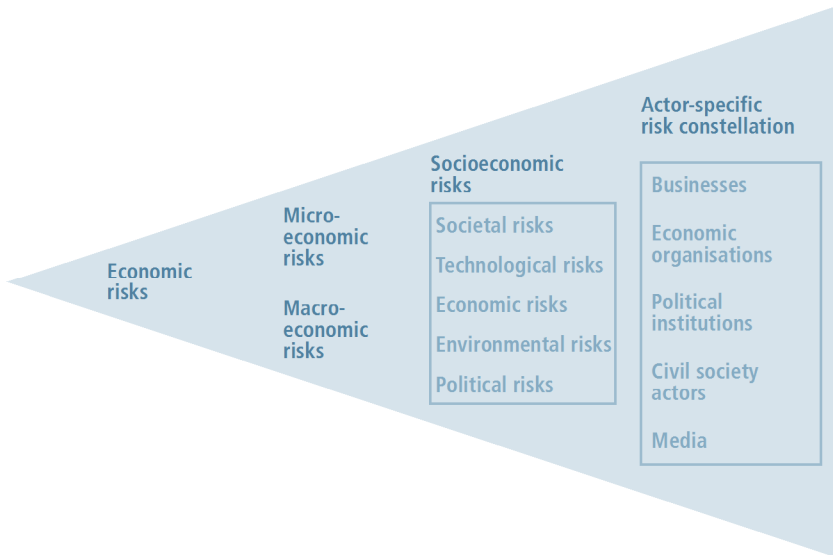 Economic
risks
Micro-
economic
risks
Macro-
economic
risks
Socioeconomic
risks
Societal risks
Technological risks
Economic risks
Environmental risks
Political risks
Actor-specific
risk constellation
Businesses
Economic
organisations
Political
institutions
Civil society
actors
Media